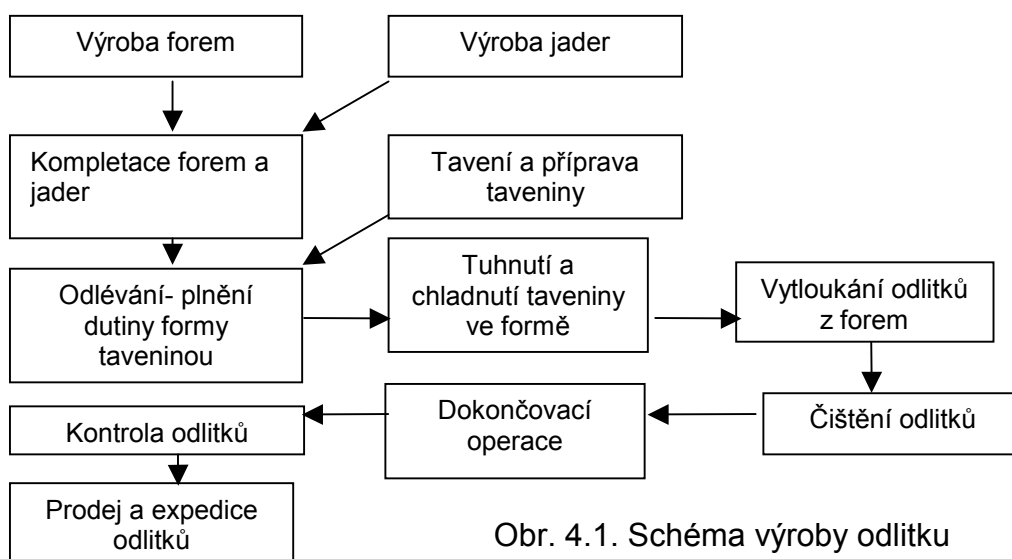 Výroba forem
Výroba jader
Kompletace forem a
jader
Tavení a příprava
taveniny
Odlévání- plnění
dutiny formy
taveninou
Tuhnutí a
chladnutí taveniny
ve formě
Vytloukání odlitků
z forem
Čištění odlitků
Dokončovací
operace
Kontrola odlitků
Prodej a expedice
odlitků
Obr. 4.1. Schéma výroby odlitku